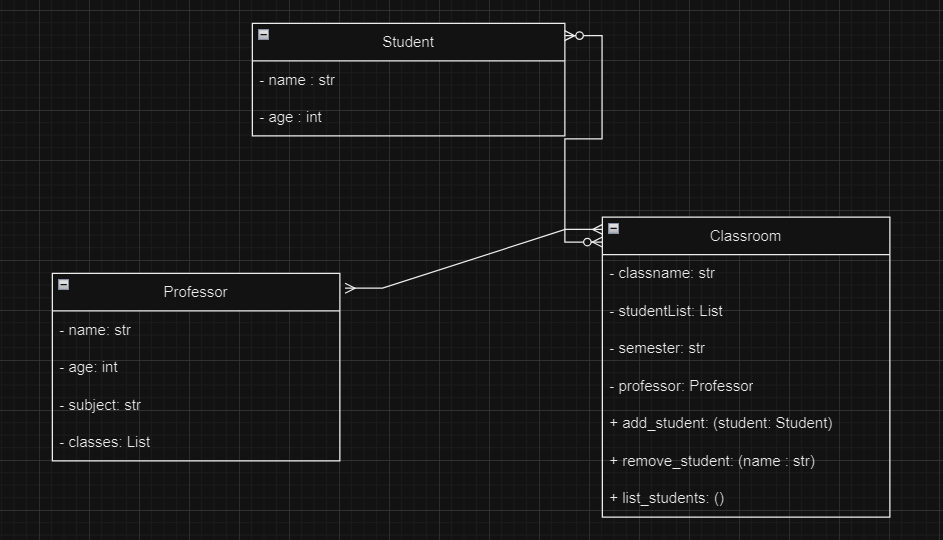 Student
- name : str
- age : int
Professor
- name: str
- age: int
- subject: str
- classes: List
Classroom
- classname: str
- studentList: List
- semester: str
- professor: Professor
+ add_student: (student: Student)
+ remove_student: (name : str)
+ list_students: ()